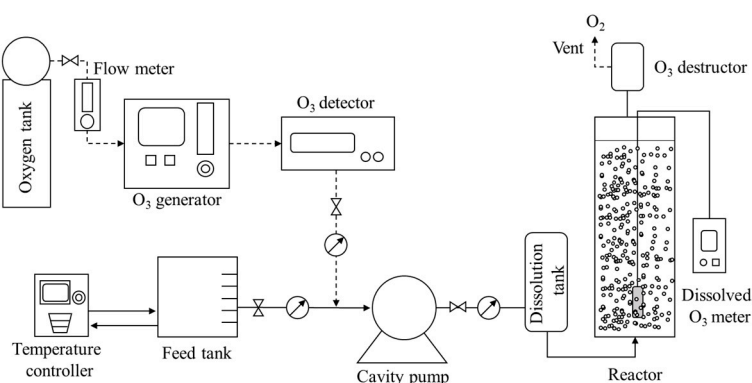 O₂
Vent
O₃ destructor
Flow meter
O₃ detector
Oxygen tank
O₃ generator
Dissolution
tank
Dissolved
O₃ meter
Temperature
controller
Feed tank
Cavity pump
Reactor